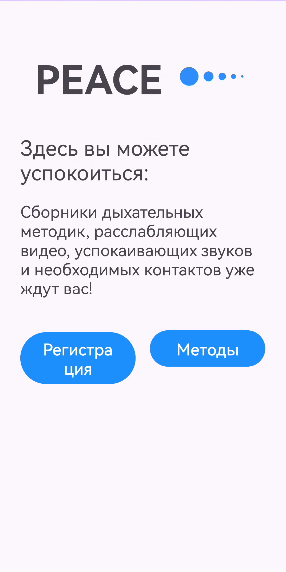 PEACE
Здесь вы можете
успокоиться:
Сборники дыхательных
методик, расслабляющих
видео, успокаивающих звуков
и необходимых контактов уже
ждут вас!
Регистра
ция
Методы